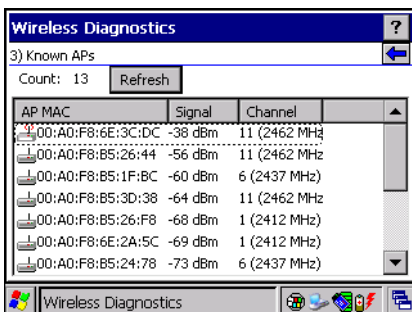 Wireless Diagnostics ?
3) Known APs
Count: 13 Refresh
AP MAC Signal Channel
00:A0:F8:6E:3C:DC -38 dBm 11 (2462 MHz
00:A0:F8:B5:26:44 -56 dBm 11 (2462 MHz
00:A0:F8:B5:1F:BC -60 dBm 6 (2437 MHz)
00:A0:F8:B5:3D:38 -64 dBm 11 (2462 MHz
00:A0:F8:B5:26:F8 -68 dBm 1 (2412 MHz)
00:A0:F8:6E:2A:5C -69 dBm 1 (2412 MHz)
00:A0:F8:B5:24:78 -73 dBm 6 (2437 MHz)
Wireless Diagnostics